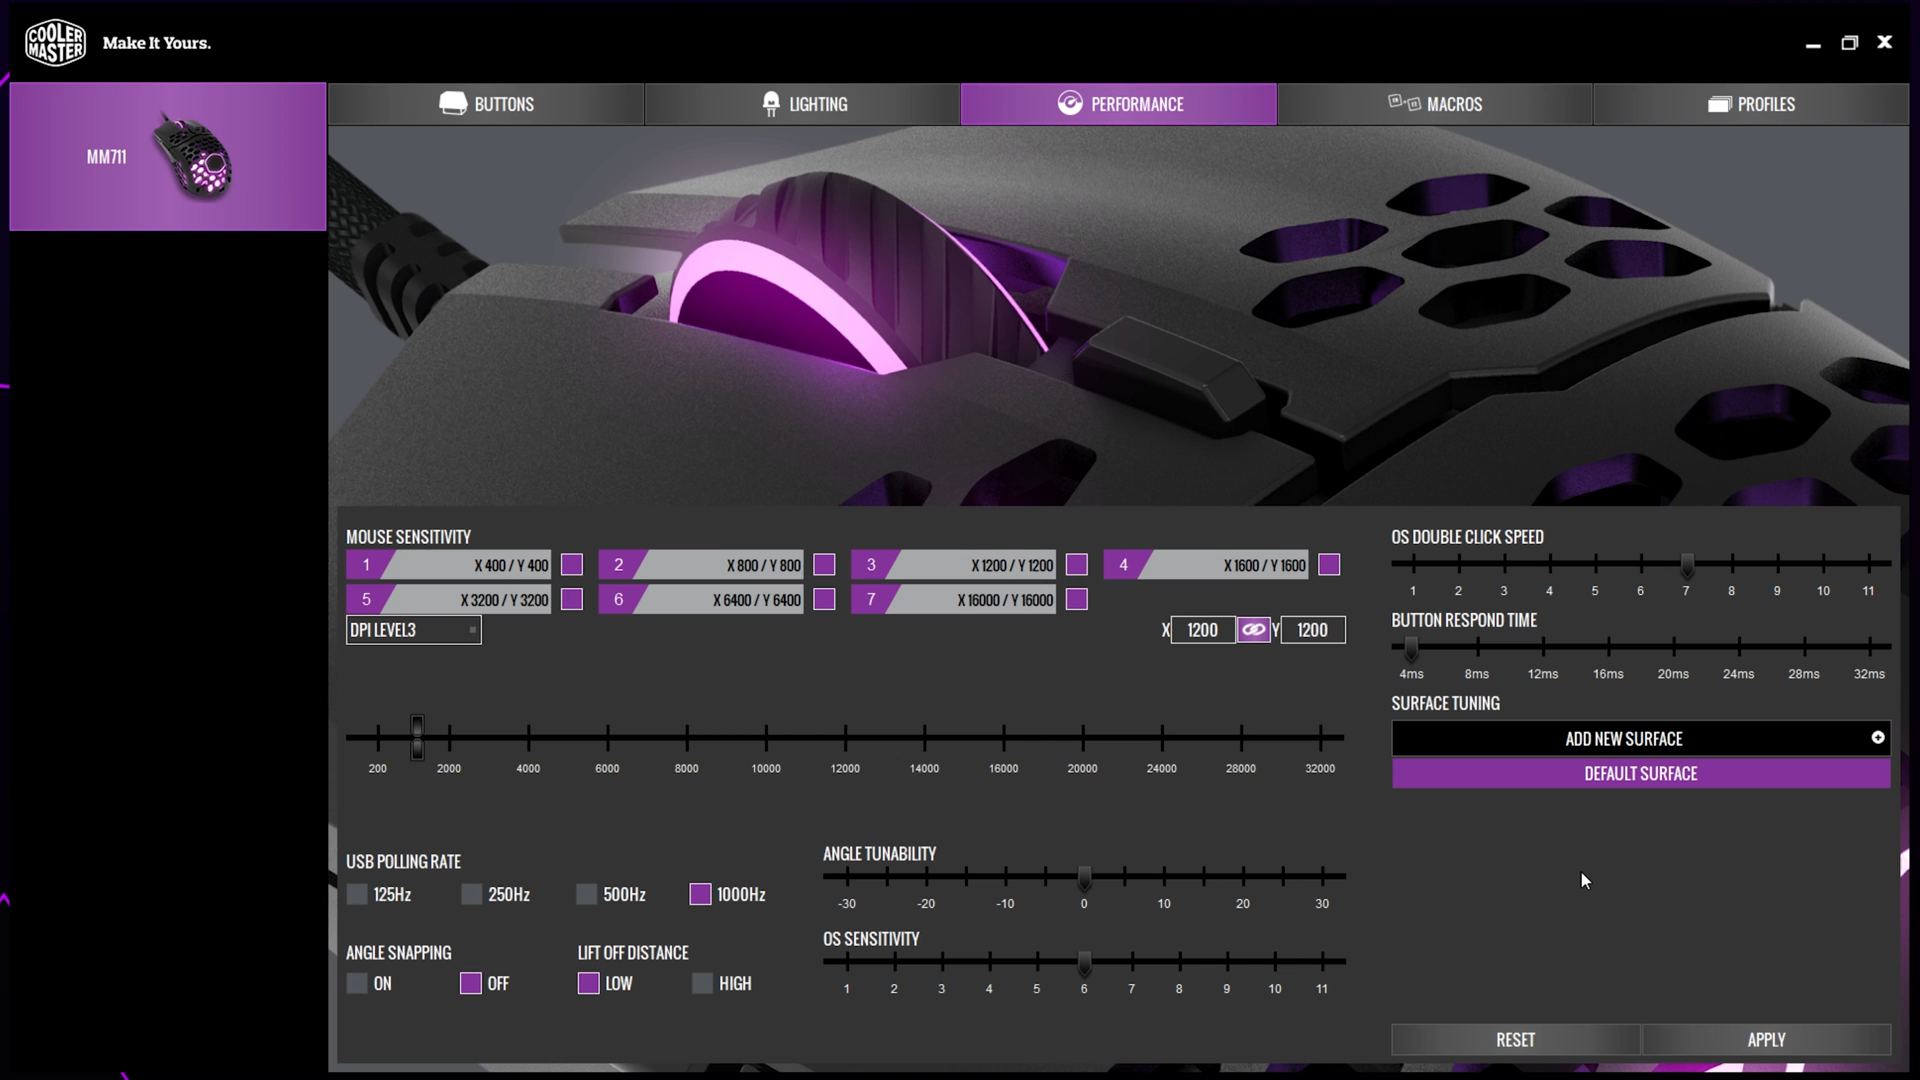 COOLER MASTER Make It Yours.
MM711
BUTTONS LIGHTING PERFORMANCE MACROS PROFILES
MOUSE SENSITIVITY
1 X 400 / Y 400 2 X 800 / Y 800 3 X 1200 / Y 1200 4 X 1600 / Y 1600
5 X 3200 / Y 3200 6 X 6400 / Y 6400 7 X 16000 / Y 16000
DPI LEVEL3 X 1200 Y 1200
200 2000 4000 6000 8000 10000 12000 14000 16000 20000 24000 28000 32000
USB POLLING RATE
125Hz 250Hz 500Hz 1000Hz
ANGLE SNAPPING
ON OFF
LIFT OFF DISTANCE
LOW HIGH
ANGLE TUNABILITY
-30 -20 -10 0 10 20 30
OS SENSITIVITY
1 2 3 4 5 6 7 8 9 10 11
OS DOUBLE CLICK SPEED
1 2 3 4 5 6 7 8 9 10 11
BUTTON RESPOND TIME
4ms 8ms 12ms 16ms 20ms 24ms 28ms 32ms
SURFACE TUNING
ADD NEW SURFACE
DEFAULT SURFACE
RESET APPLY